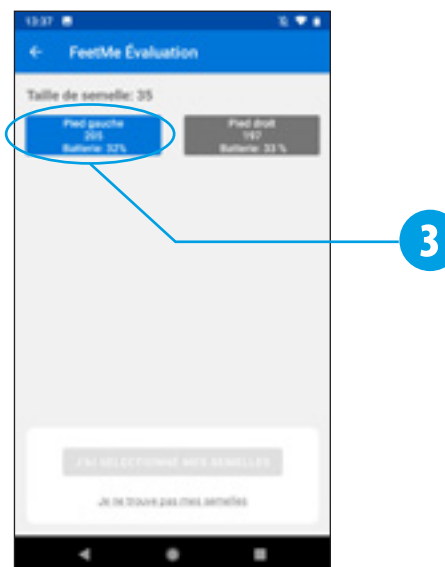 13:37
FeetMe Évaluation
Taille de semelle: 35
Pied gauche
205
Batterie: 32%
Pied droit
197
Batterie: 33 %
3
J'AI SÉLECTIONNÉ MES SEMELLES
Je ne trouve pas mes semelles